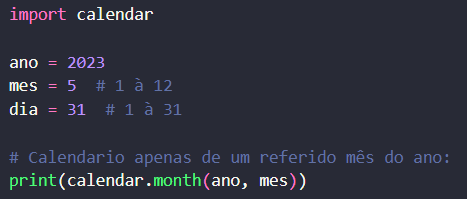 import calendar
ano = 2023
mes = 5  # 1 à 12
dia = 31  # 1 à 31
# Calendario apenas de um referido mês do ano:
print(calendar.month(ano, mes))